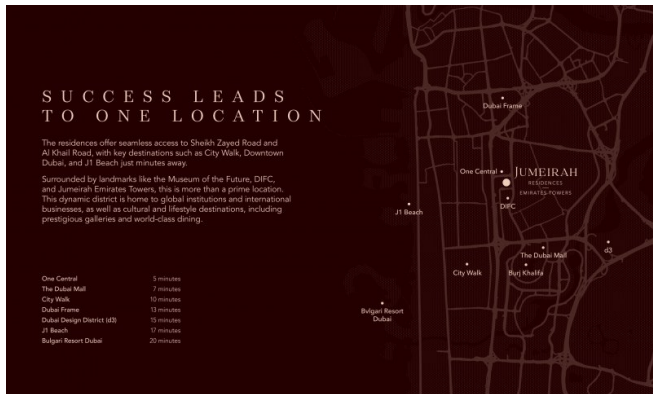 SUCCESS LEADS
TO ONE LOCATION
The residences offer seamless access to Sheikh Zayed Road and
Al Khail Road, with key destinations such as City Walk, Downtown
Dubai, and J1 Beach just minutes away.
Surrounded by landmarks like the Museum of the Future, DIFC,
and Jumeirah Emirates Towers, this is more than a prime location.
This dynamic district is home to global institutions and international
businesses, as well as cultural and lifestyle destinations, including
prestigious galleries and world-class dining.
One Central 5 minutes
The Dubai Mall 7 minutes
City Walk 10 minutes
Dubai Frame 13 minutes
Dubai Design District (d3) 15 minutes
J1 Beach 17 minutes
Bulgari Resort Dubai 20 minutes
Dubai Frame
One Central
JUMEIRAH
RESIDENCES
EMIRATES TOWERS
DIFC
J1 Beach
d3
The Dubai Mall
City Walk
Burj Khalifa
Bvlgari Resort
Dubai